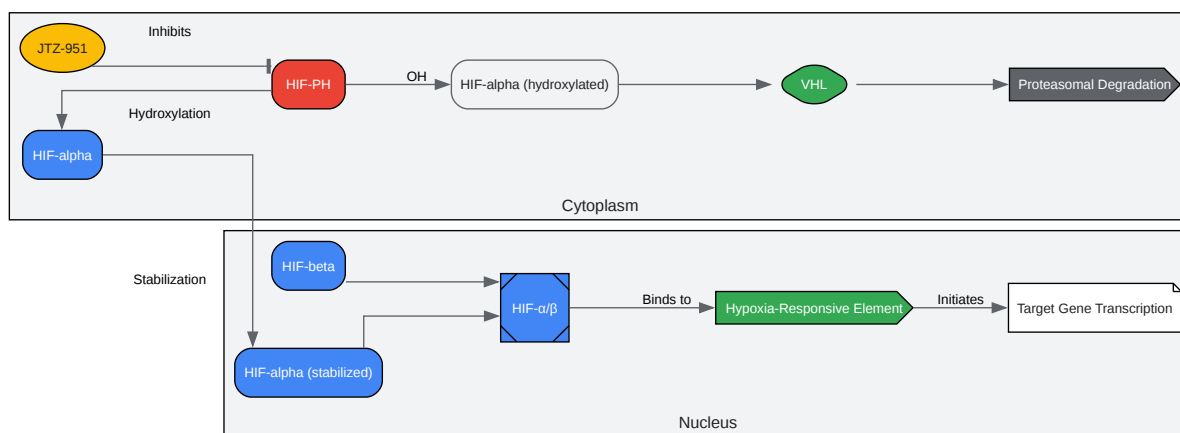 Inhibits
JTZ-951
HIF-PH
OH
HIF-alpha (hydroxylated)
VHL
Proteasomal Degradation
Hydroxylation
HIF-alpha
Cytoplasm
Stabilization
HIF-beta
HIF-α/β
Binds to
Hypoxia-Responsive Element
Initiates
Target Gene Transcription
HIF-alpha (stabilized)
Nucleus